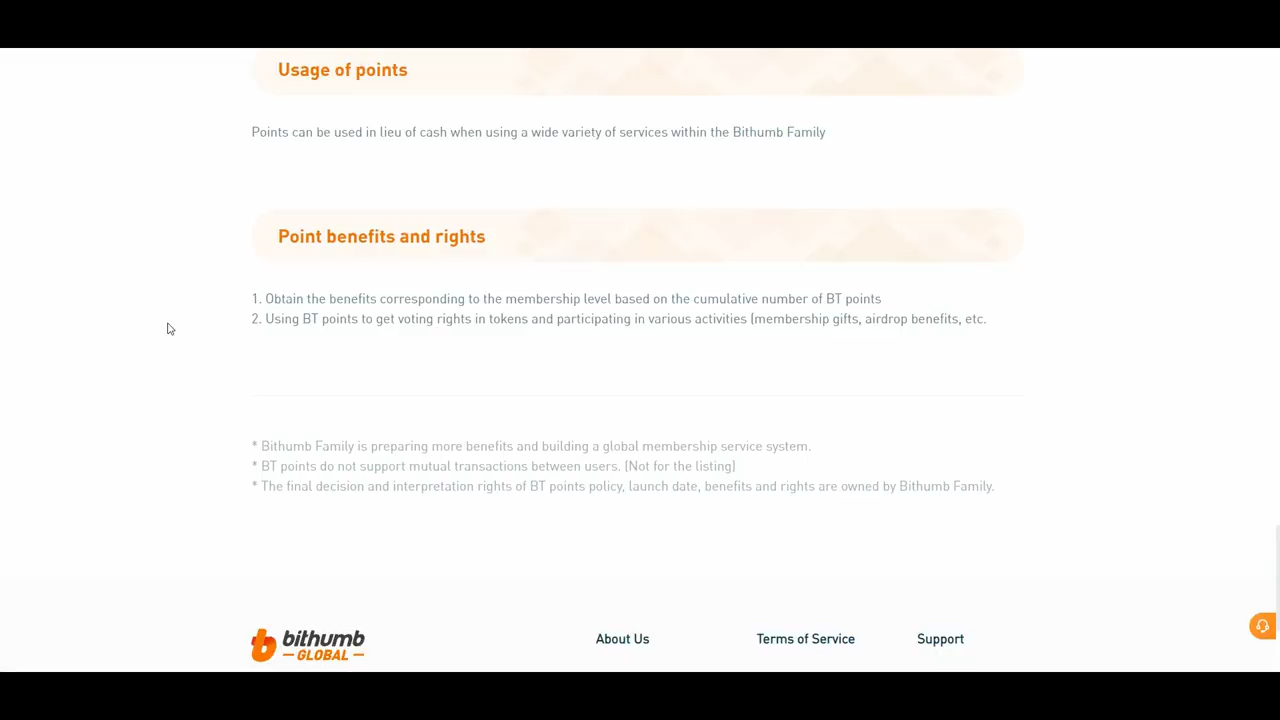 Usage of points
Points can be used in lieu of cash when using a wide variety of services within the Bithumb Family
Point benefits and rights
1. Obtain the benefits corresponding to the membership level based on the cumulative number of BT points
2. Using BT points to get voting rights in tokens and participating in various activities (membership gifts, airdrop benefits, etc.
* Bithumb Family is preparing more benefits and building a global membership service system.
* BT points do not support mutual transactions between users. (Not for the listing)
* The final decision and interpretation rights of BT points policy, launch date, benefits and rights are owned by Bithumb Family.
bithumb
GLOBAL
About Us
Terms of Service
Support